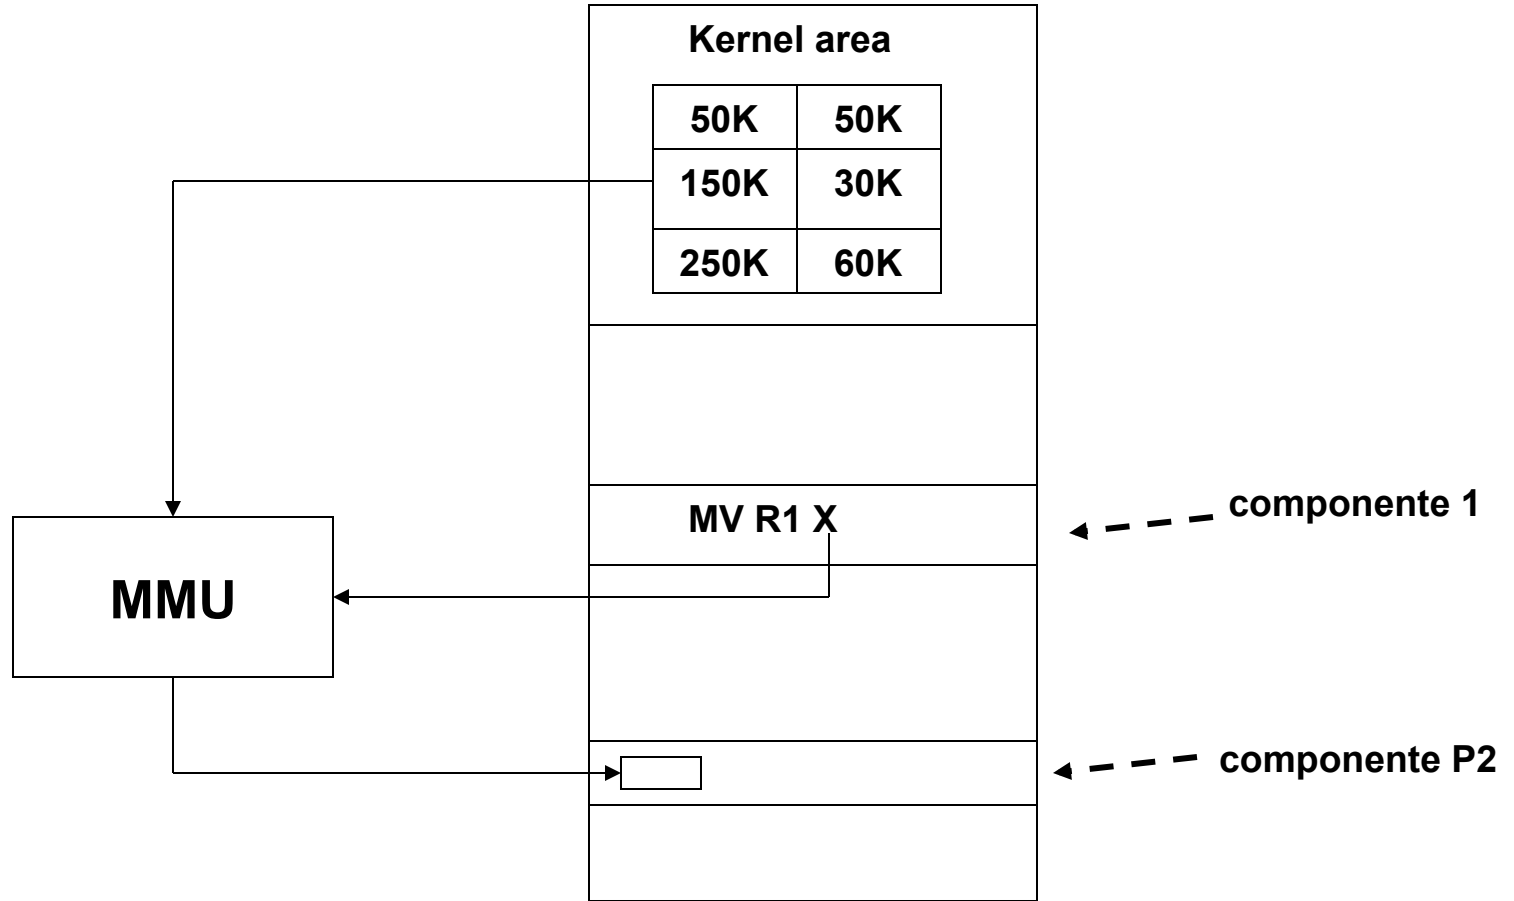 Kernel area
50K 50K
150K 30K
250K 60K
MV R1 X
componente 1
MMU
componente P2